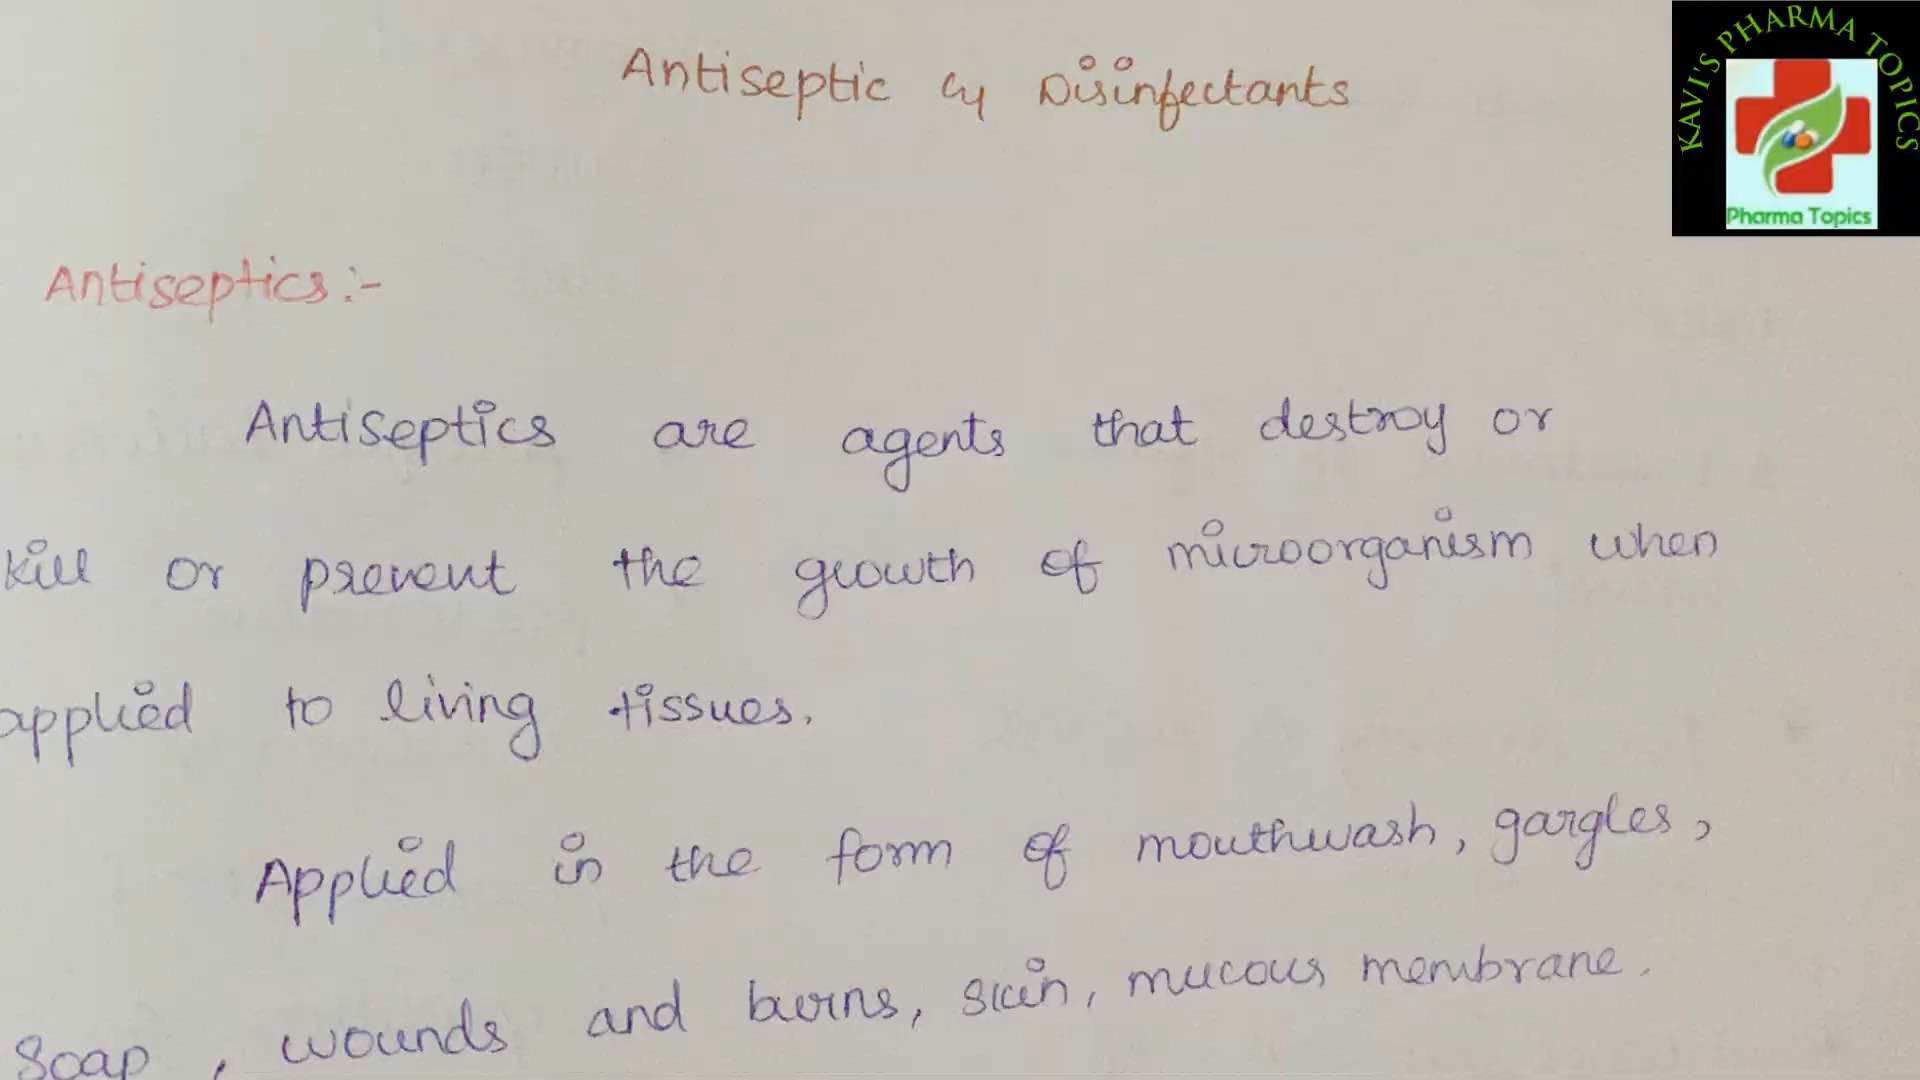 Antiseptic & Disinfectants
KAVI'S PHARMA TOPICS
Pharma Topics
Antiseptics:-
Antiseptics are agents that destroy or
kill or prevent the growth of microorganism when
applied to living tissues.
Applied in the form of mouthwash, gargles,
Soap, wounds and burns, skin, mucous membrane.